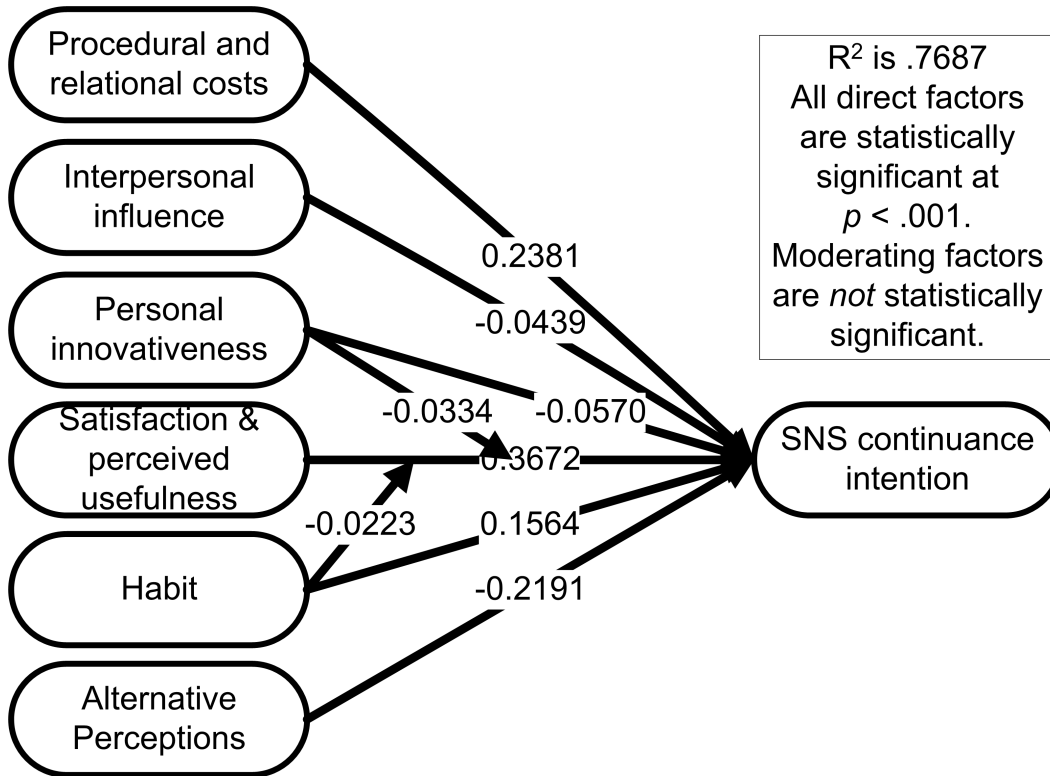 Procedural and
relational costs
Interpersonal
influence
Personal
innovativeness
Satisfaction &
perceived
usefulness
Habit
Alternative
Perceptions
0.2381
-0.0439
-0.0334
-0.0570
0.3672
-0.0223
0.1564
-0.2191
SNS continuance
intention
R² is .7687
All direct factors
are statistically
significant at
p < .001.
Moderating factors
are not statistically
significant.